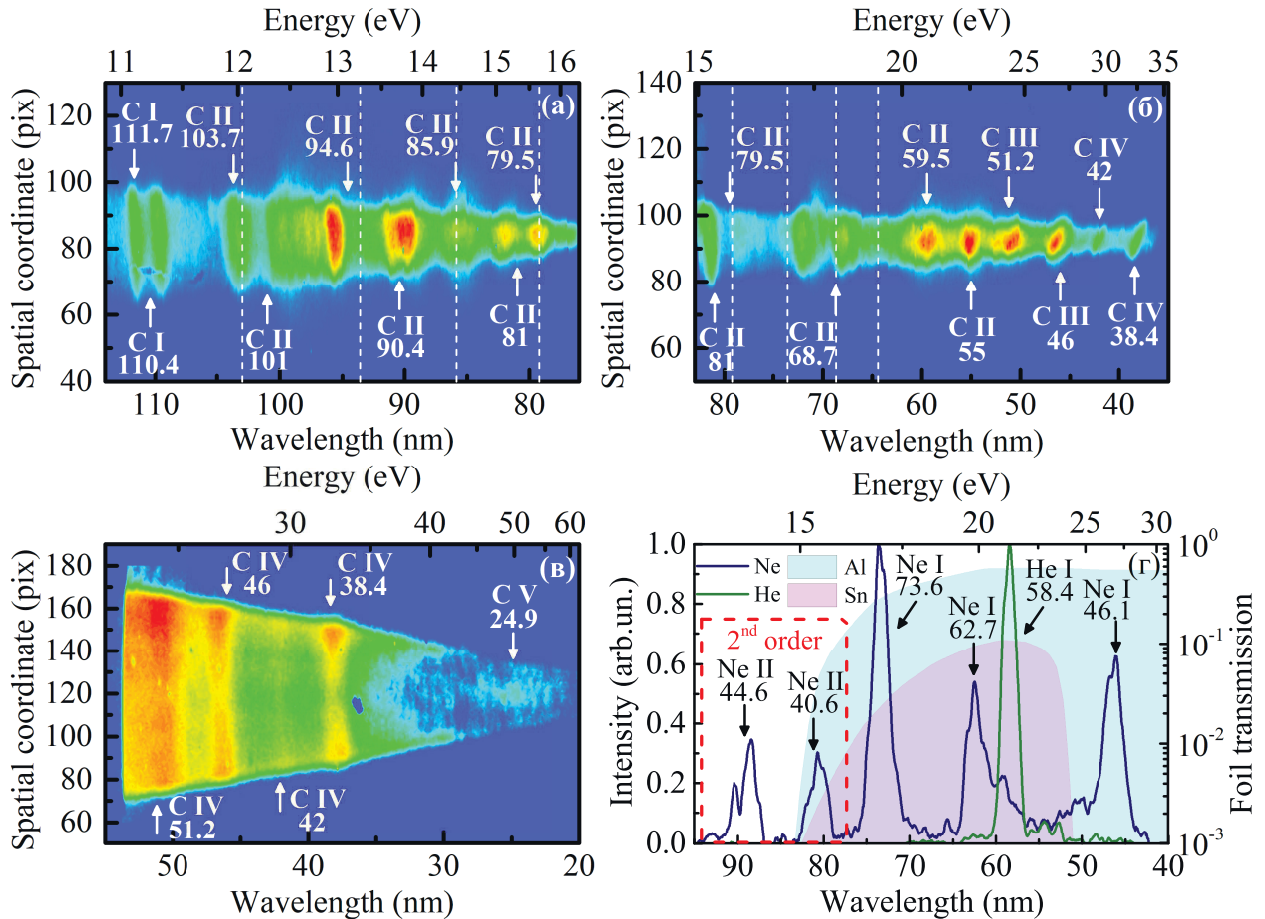 Energy (eV)
11 12 13 14 15 16
Spatial coordinate (pix)
120
100
80
60
40
(а)
C I
111.7
C II
103.7
C II
94.6
C II
85.9
C II
79.5
C I
110.4
C II
101
C II
90.4
C II
81
110 100 90 80
Wavelength (nm)
Energy (eV)
15 20 25 30 35
Spatial coordinate (pix)
140
120
100
80
60
(б)
C II
79.5
C II
59.5
C III
51.2
C IV
42
C II
81
C II
68.7
C II
55
C III
46
C IV
38.4
80 70 60 50 40
Wavelength (nm)
Energy (eV)
30 40 50 60
Spatial coordinate (pix)
180
160
140
120
100
80
60
(в)
C IV
46
C IV
38.4
C V
24.9
C IV
51.2
C IV
42
50 40 30 20
Wavelength (nm)
Energy (eV)
15 20 25 30
Intensity (arb.un.)
1.0
0.8
0.6
0.4
0.2
0.0
Ne Al
He Sn
(г)
2nd order
Ne II
44.6
Ne II
40.6
Ne I
73.6
Ne I
62.7
He I
58.4
Ne I
46.1
10^0
10^-1
10^-2
10^-3
Foil transmission
90 80 70 60 50 40
Wavelength (nm)